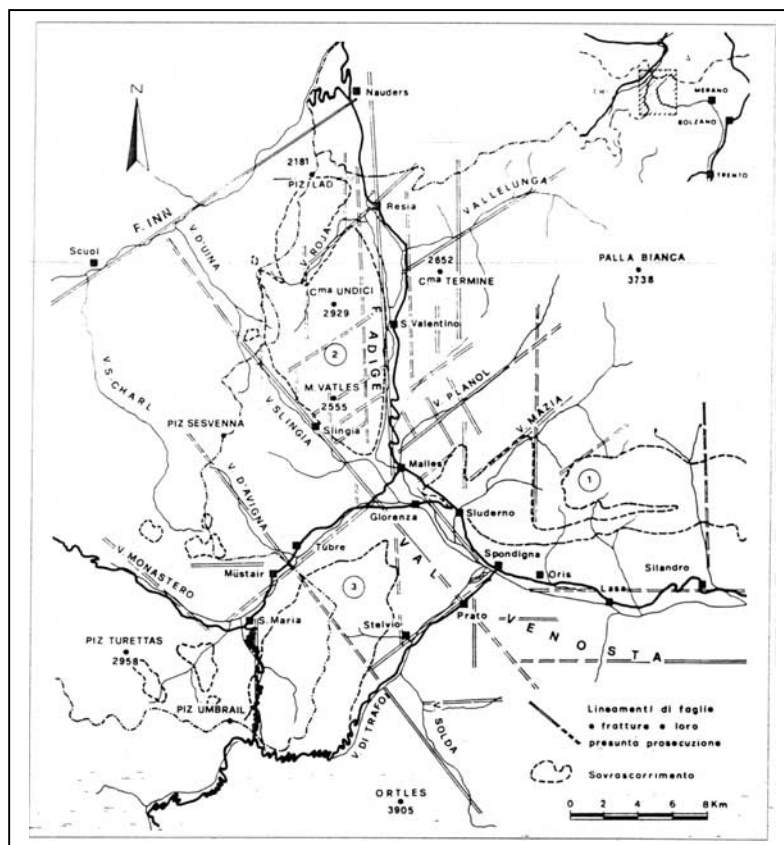 N
Nauders
MERANO
BOLZANO
TRENTO
2181
PIZ LAD
Resia
VALLELUNGA
F. INN
V. D'UINA
V. ROJA
Scuol
2652
Cma TERMINE
PALLA BIANCA
3738
Cma UNDICI
2929
F. ADIGE
S. Valentino
2
M. VATLES
2555
V. PLANOL
V. S. CHARL
V. SLINGIA
Slingia
V. MAZIA
PIZ SESVENNA
Malles
1
V. D'AVIGNA
Glorenza
Sluderno
Tubre
Spondigna
V. MONASTERO
Müstair
VAL VENOSTA
Oris
Silandro
Lasa
3
S. Maria
Stelvio
Prato
PIZ TURETTAS
2958
PIZ UMBRAIL
V. DI TRAFOI
V. SOLDA
Lineamenti di faglie
e fratture e loro
presunta prosecuzione
Sovrascorrimento
ORTLES
3905
0 2 4 6 8 Km